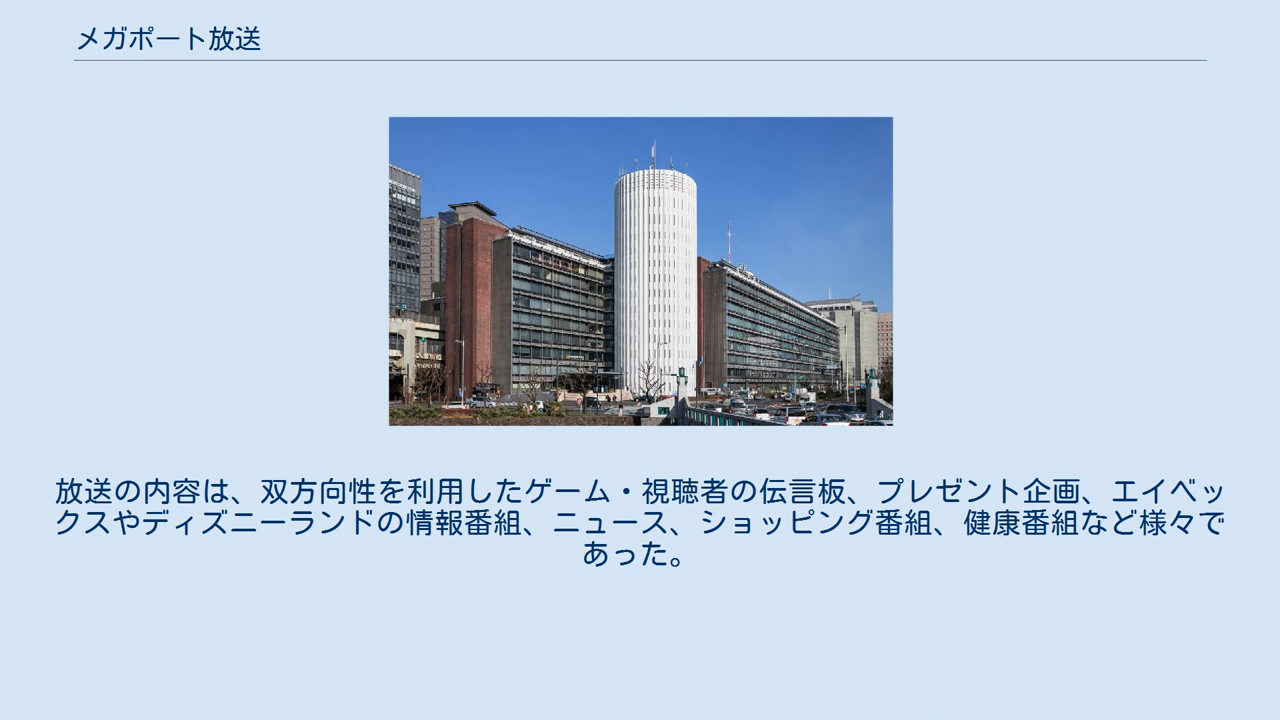 メガポート放送
放送の内容は、双方向性を利用したゲーム・視聴者の伝言板、プレゼント企画、エイベッ
クスやディズニーランドの情報番組、ニュース、ショッピング番組、健康番組など様々で
あった。